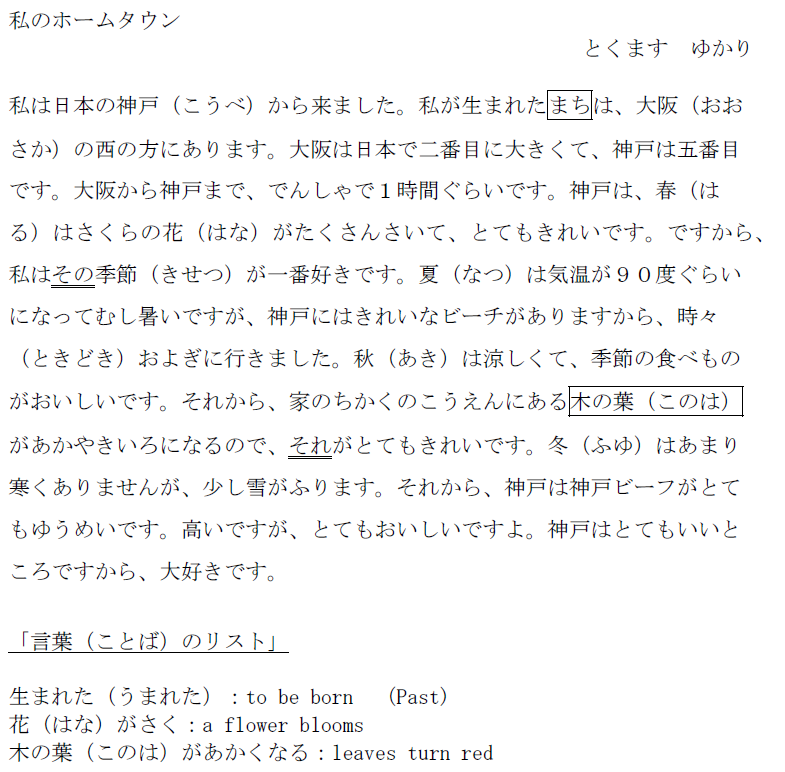 私のホームタウン
とくます　ゆかり
私は日本の神戸（こうべ）から来ました。私が生まれたまちは、大阪（おお
さか）の西の方にあります。大阪は日本で二番目に大きくて、神戸は五番目
です。大阪から神戸まで、でんしゃで１時間ぐらいです。神戸は、春（は
る）はさくらの花（はな）がたくさんさいて、とてもきれいです。ですから、
私はその季節（きせつ）が一番好きです。夏（なつ）は気温が９０度ぐらい
になってむし暑いですが、神戸にはきれいなビーチがありますから、時々
（ときどき）およぎに行きました。秋（あき）は涼しくて、季節の食べもの
がおいしいです。それから、家のちかくのこうえんにある木の葉（このは）
があかやきいろになるので、それがとてもきれいです。冬（ふゆ）はあまり
寒くありませんが、少し雪がふります。それから、神戸は神戸ビーフがとて
もゆうめいです。高いですが、とてもおいしいですよ。神戸はとてもいいと
ころですから、大好きです。
「言葉（ことば）のリスト」
生まれた（うまれた）：to be born　（Past）
花（はな）がさく：a flower blooms
木の葉（このは）があかくなる：leaves turn red